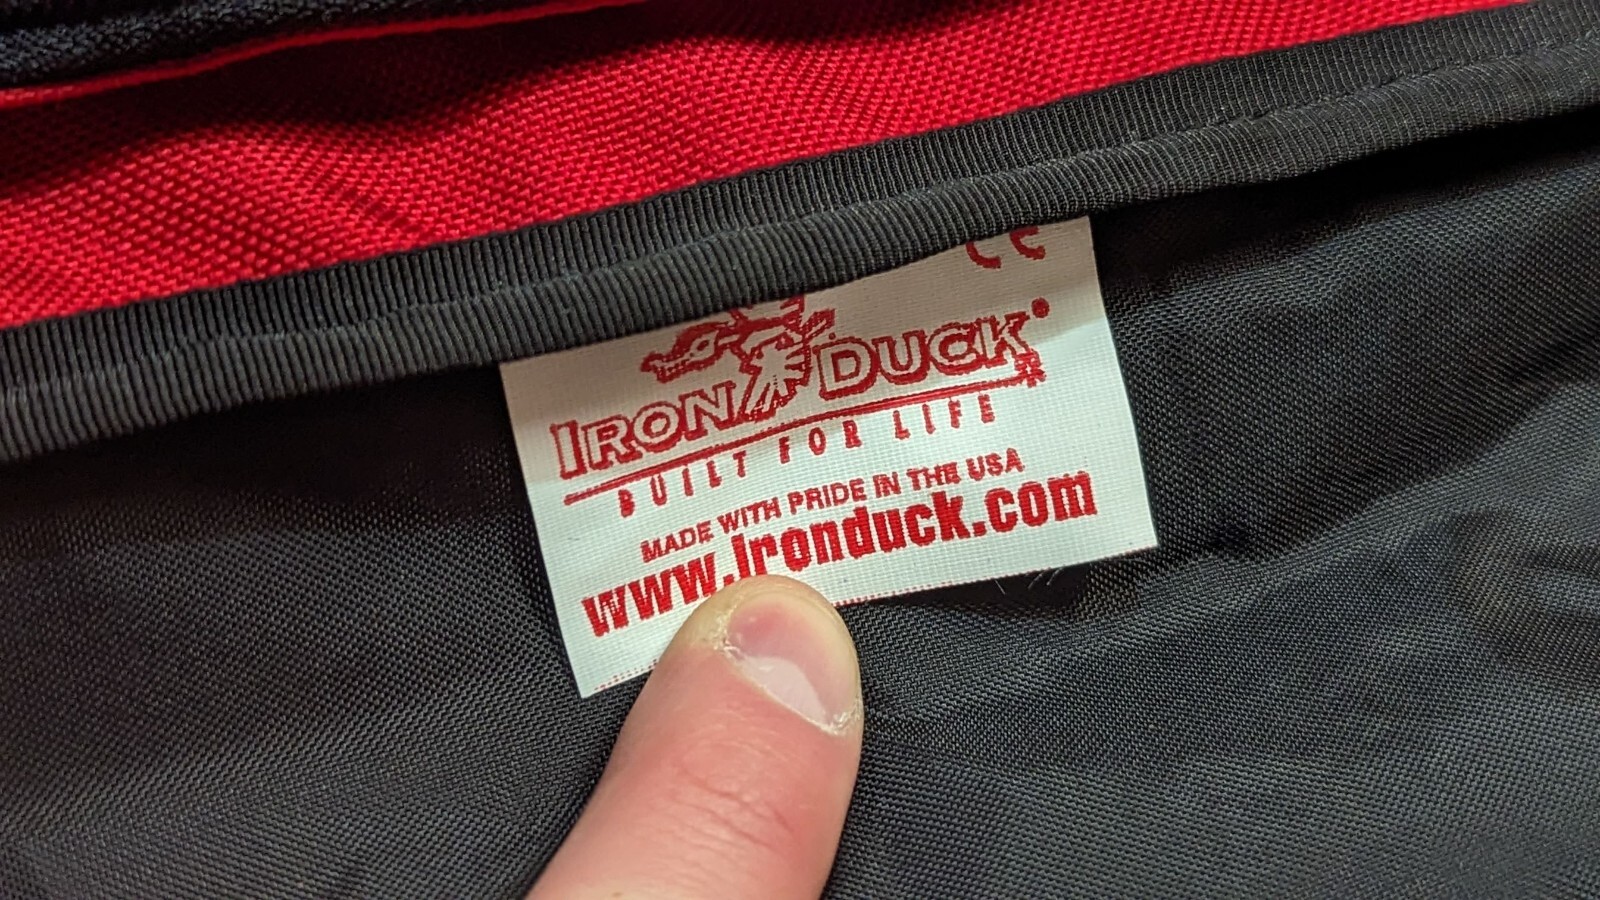 CE
IRON DUCK®
BUILT FOR LIFE
MADE WITH PRIDE IN THE USA
www.ironduck.com